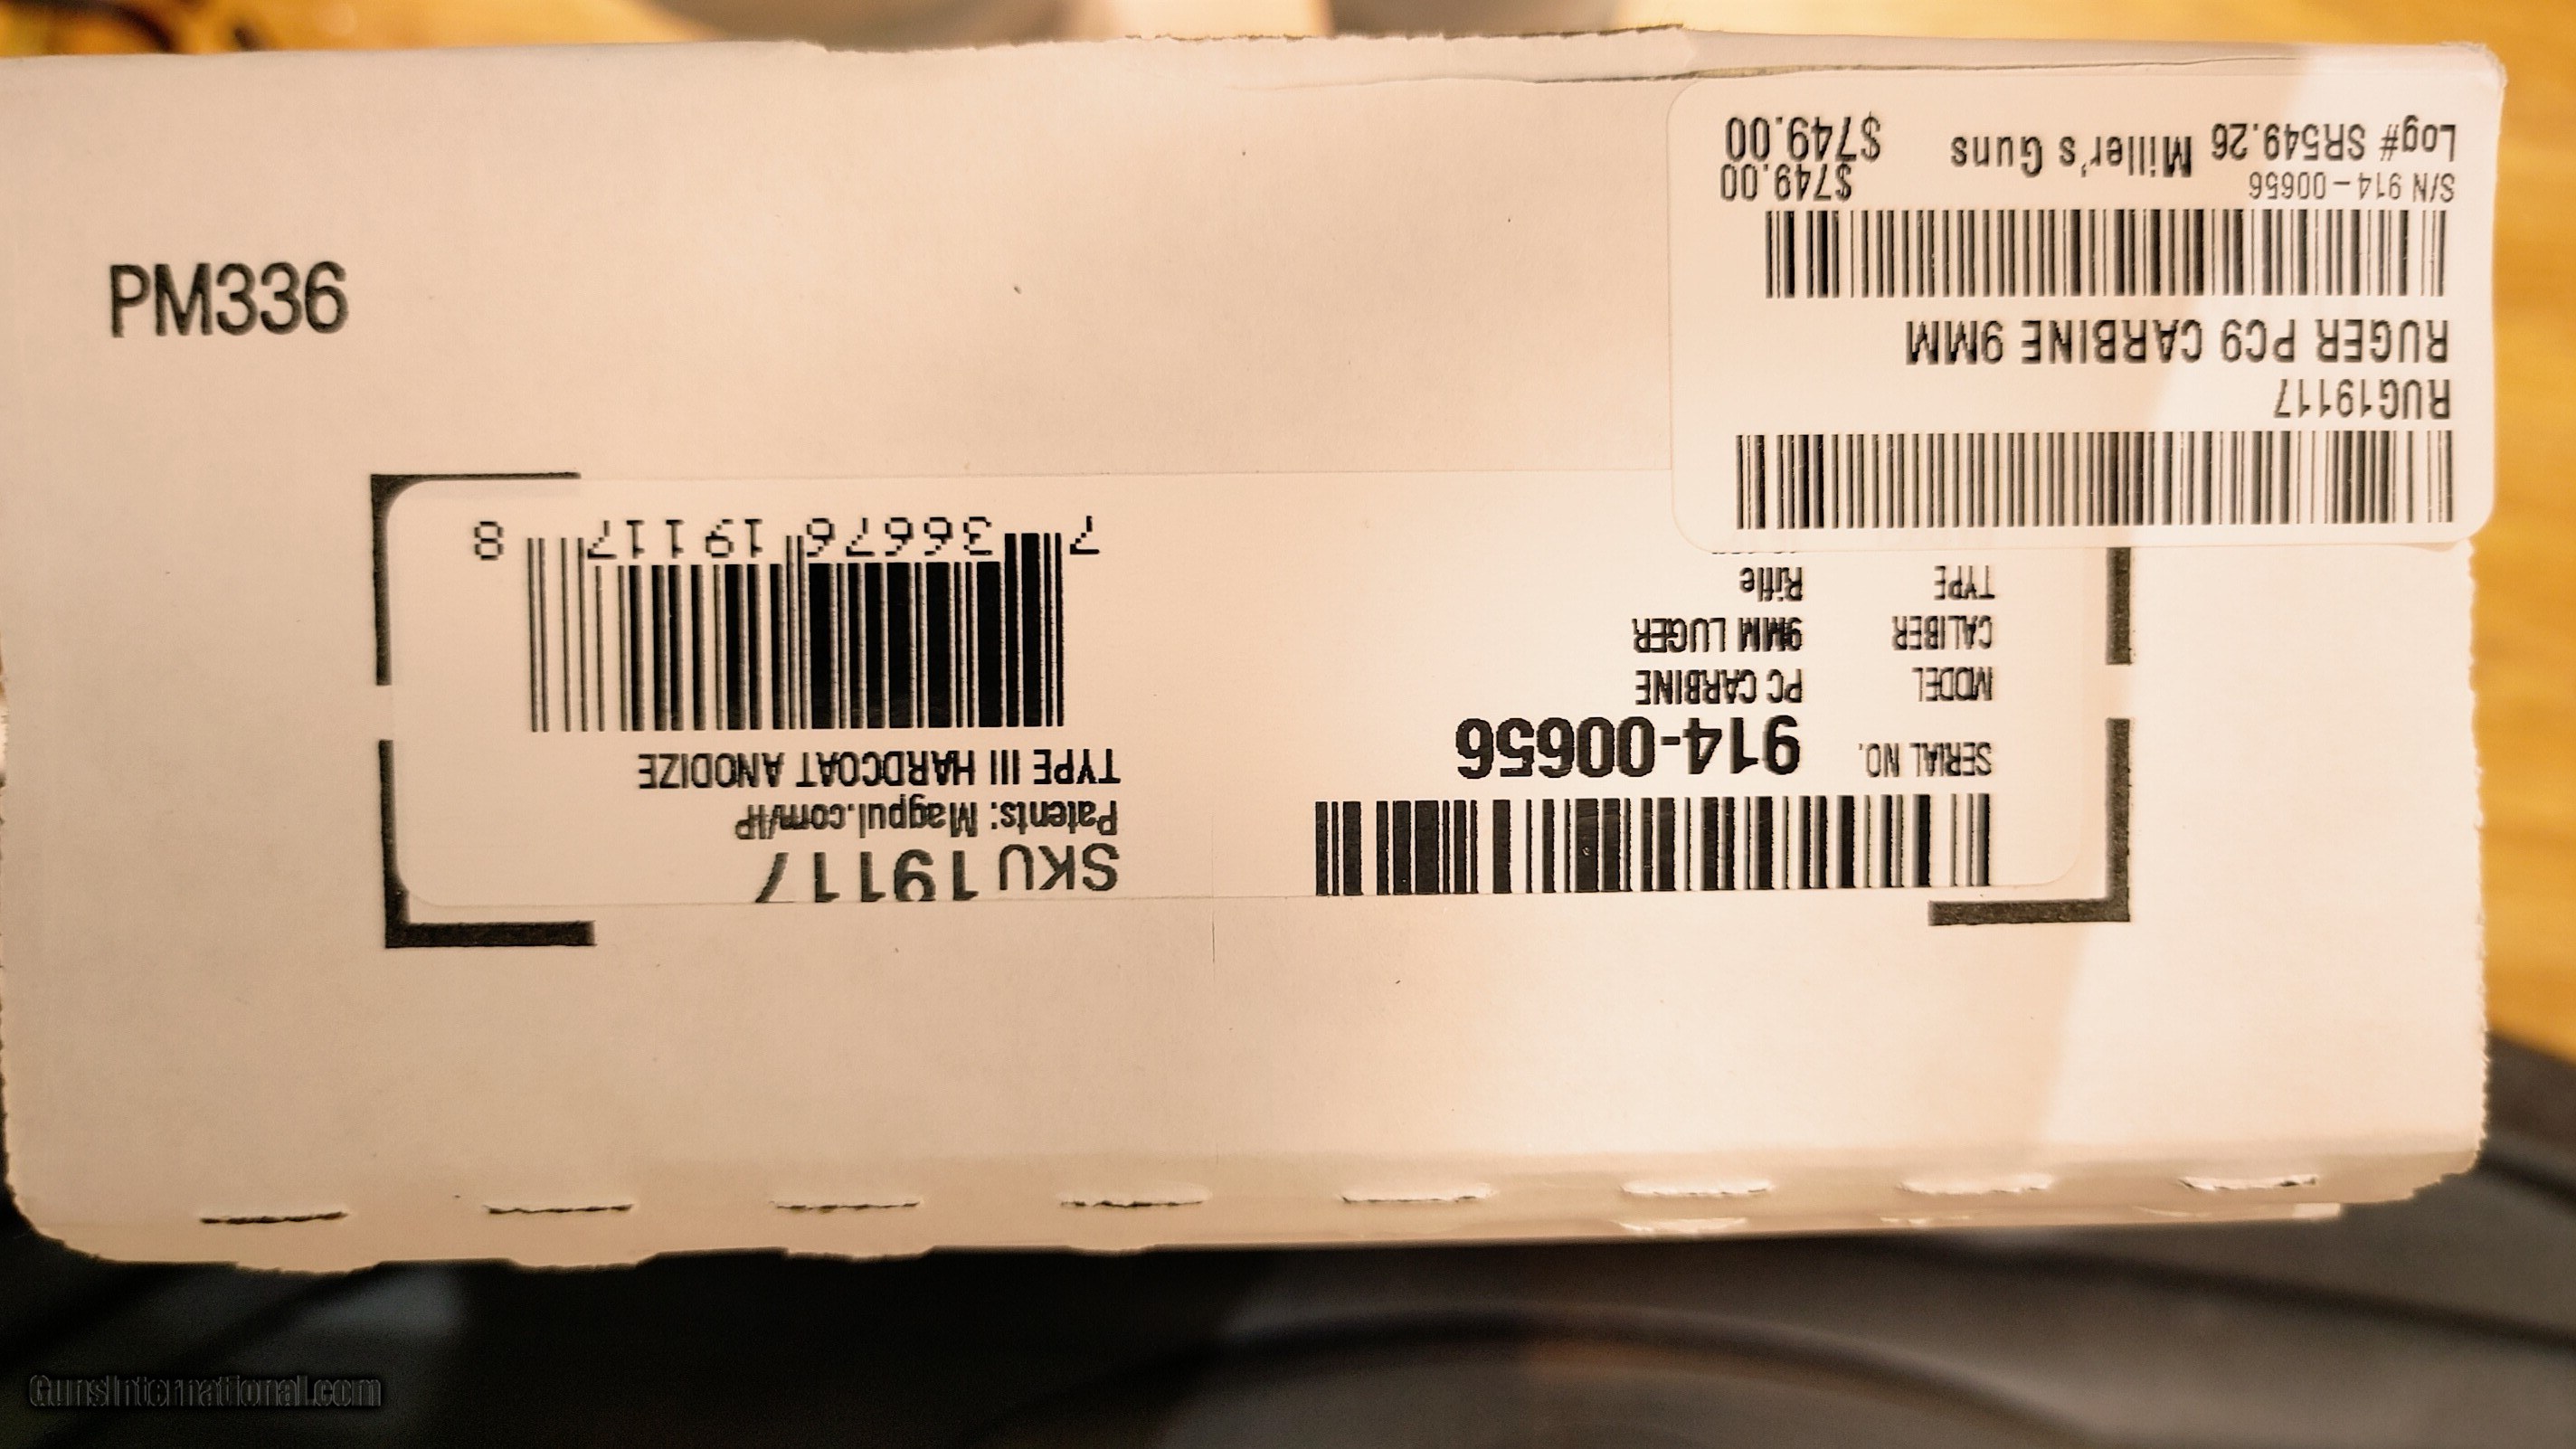 PM336
SERIAL NO. 914-00656
MODEL PC CARBINE
CALIBER 9MM LUGER
TYPE Rifle
SKU 19117
Patents: Magpul.com/IP
TYPE III HARDCOAT ANODIZE
7 36676 19117 8
RUG19117
RUGER PC9 CARBINE 9MM
S/N 914-00656 $749.00
Log# SR549.26 Miller's Guns $749.00
GunsInternational.com